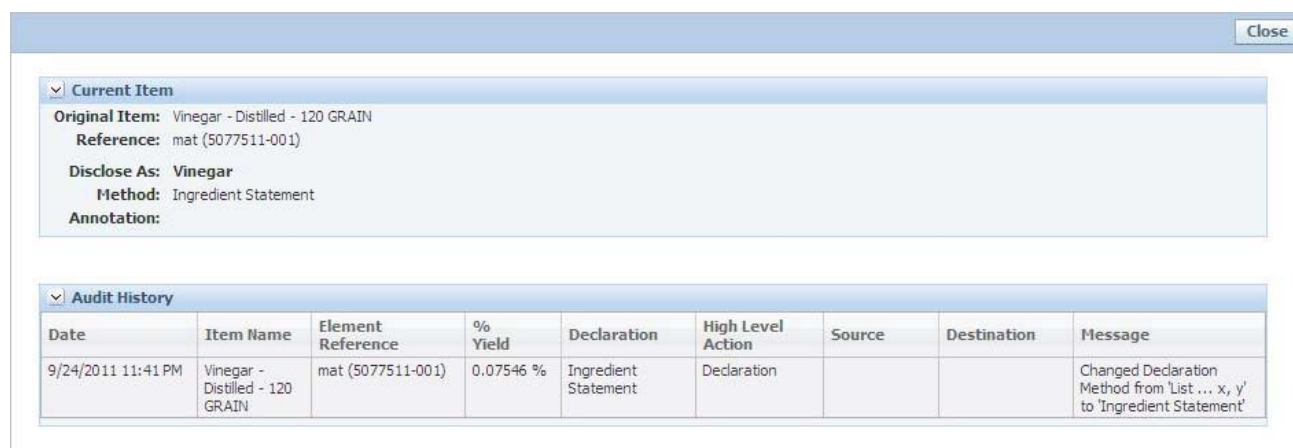 Close
Current Item
Original Item: Vinegar - Distilled - 120 GRAIN
Reference: mat (5077511-001)
Disclose As: Vinegar
Method: Ingredient Statement
Annotation:
Audit History
Date Item Name Element Reference % Yield Declaration High Level Action Source Destination Message
9/24/2011 11:41 PM Vinegar - Distilled - 120 GRAIN mat (5077511-001) 0.07546 % Ingredient Statement Declaration Changed Declaration Method from 'List ... x, y' to 'Ingredient Statement'